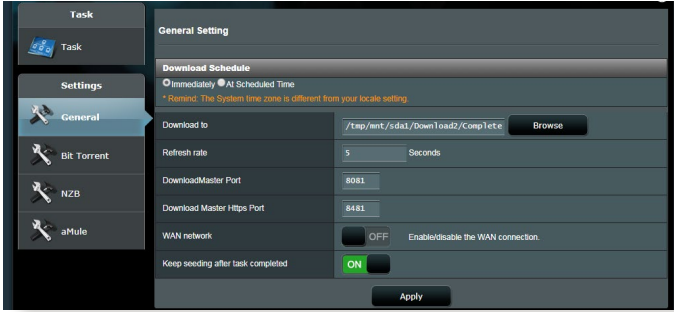 Task
Task
Settings
General
Bit Torrent
NZB
aMule
General Setting
Download Schedule
Immediately At Scheduled Time
* Remind: The System time zone is different from your locale setting.
Download to /tmp/mnt/sda1/Download2/Complete Browse
Refresh rate 5 Seconds
DownloadMaster Port 8081
Download Master Https Port 8481
WAN network OFF Enable/disable the WAN connection.
Keep seeding after task completed ON
Apply